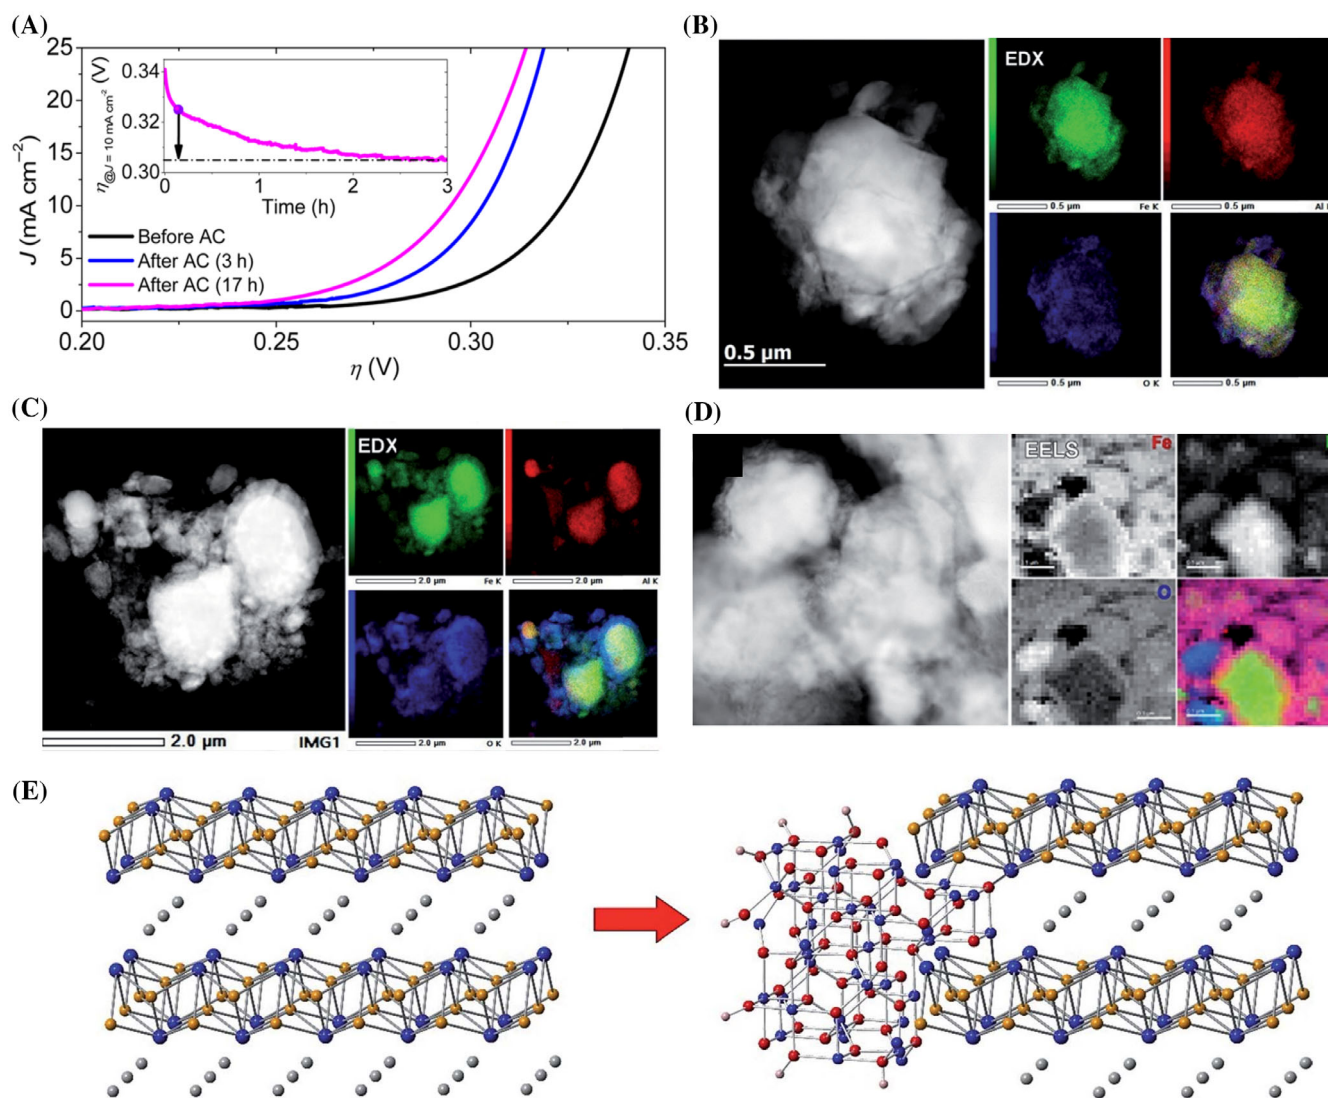 (A)
25
20
15
10
5
0
J (mA cm⁻²)
0.34
0.32
0.30
η@J = 10 mA cm⁻² (V)
0
1
2
3
Time (h)
Before AC
After AC (3 h)
After AC (17 h)
0.20
0.25
0.30
0.35
η (V)
(B)
0.5 µm
EDX
0.5 µm
Fe K
0.5 µm
Al
0.5 µm
O K
0.5 µm
(C)
2.0 µm
IMG1
EDX
2.0 µm
Fe K
2.0 µm
Al K
2.0 µm
O K
2.0 µm
(D)
EELS
Fe
O
(E)